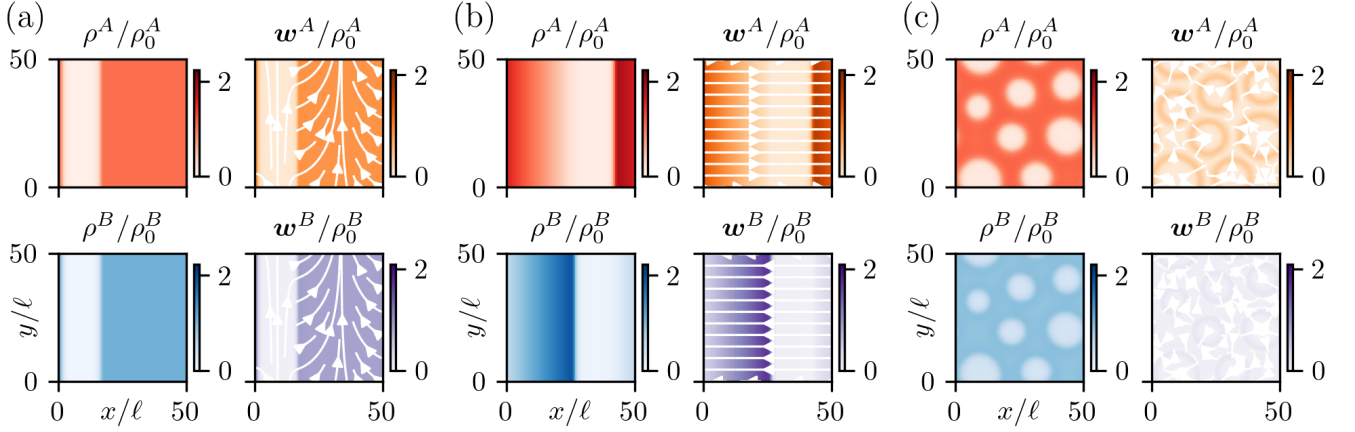 (a) (b) (c)
ρ^A/ρ_0^A w^A/ρ_0^A ρ^A/ρ_0^A w^A/ρ_0^A ρ^A/ρ_0^A w^A/ρ_0^A
50 2 2 50 2 2 50 2 2
0 0 0 0 0 0 0 0 0
ρ^B/ρ_0^B w^B/ρ_0^B ρ^B/ρ_0^B w^B/ρ_0^B ρ^B/ρ_0^B w^B/ρ_0^B
50 2 2 50 2 2 50 2 2
y/ℓ y/ℓ y/ℓ
0 0 0 0 0 0 0 0 0
0 x/ℓ 50 0 50 0 x/ℓ 50 0 50 0 x/ℓ 50 0 50